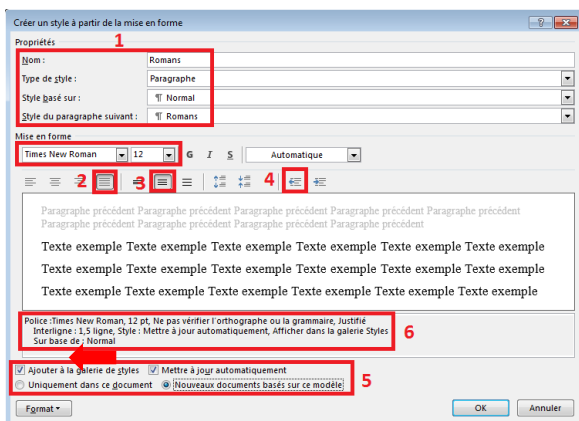 Créer un style à partir de la mise en forme
Propriétés
1
Nom :
Romans
Type de style :
Paragraphe
Style basé sur :
¶ Normal
Style du paragraphe suivant :
¶ Romans
Mise en forme
Times New Roman 12 G I S Automatique
2 3 4
Paragraphe précédent Paragraphe précédent Paragraphe précédent Paragraphe précédent Paragraphe précédent
Paragraphe précédent Paragraphe précédent Paragraphe précédent Paragraphe précédent
Texte exemple Texte exemple Texte exemple Texte exemple Texte exemple Texte exemple
Texte exemple Texte exemple Texte exemple Texte exemple Texte exemple Texte exemple
Texte exemple Texte exemple Texte exemple Texte exemple Texte exemple Texte exemple
Police :Times New Roman, 12 pt, Ne pas vérifier l'orthographe ou la grammaire, Justifié
Interligne : 1,5 ligne, Style : Mettre à jour automatiquement, Afficher dans la galerie Styles
6
Sur base de : Normal
Ajouter à la galerie de styles Mettre à jour automatiquement
Uniquement dans ce document Nouveaux documents basés sur ce modèle
5
Format OK Annuler